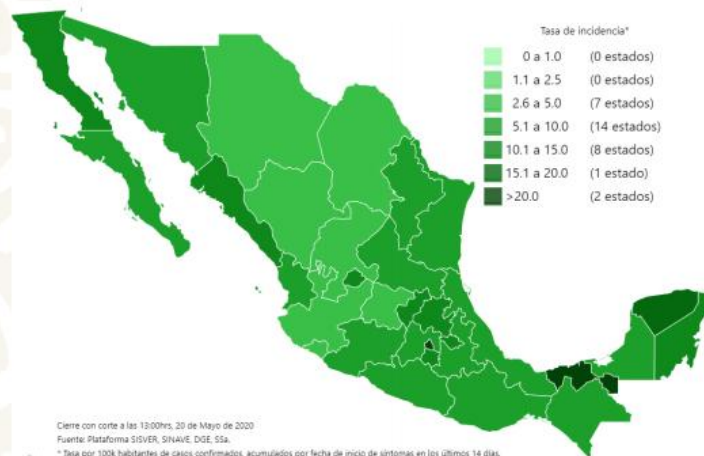 Tasa de incidencia*
0 a 1.0 (0 estados)
1.1 a 2.5 (0 estados)
2.6 a 5.0 (7 estados)
5.1 a 10.0 (14 estados)
10.1 a 15.0 (8 estados)
15.1 a 20.0 (1 estado)
>20.0 (2 estados)
Cierre con corte a las 13:00hrs, 20 de Mayo de 2020
Fuente: Plataforma SISVER, SINAVE, DGE, SSa.
* Tasa por 100k habitantes de casos confirmados, acumulados por fecha de inicio de síntomas en los últimos 14 días.